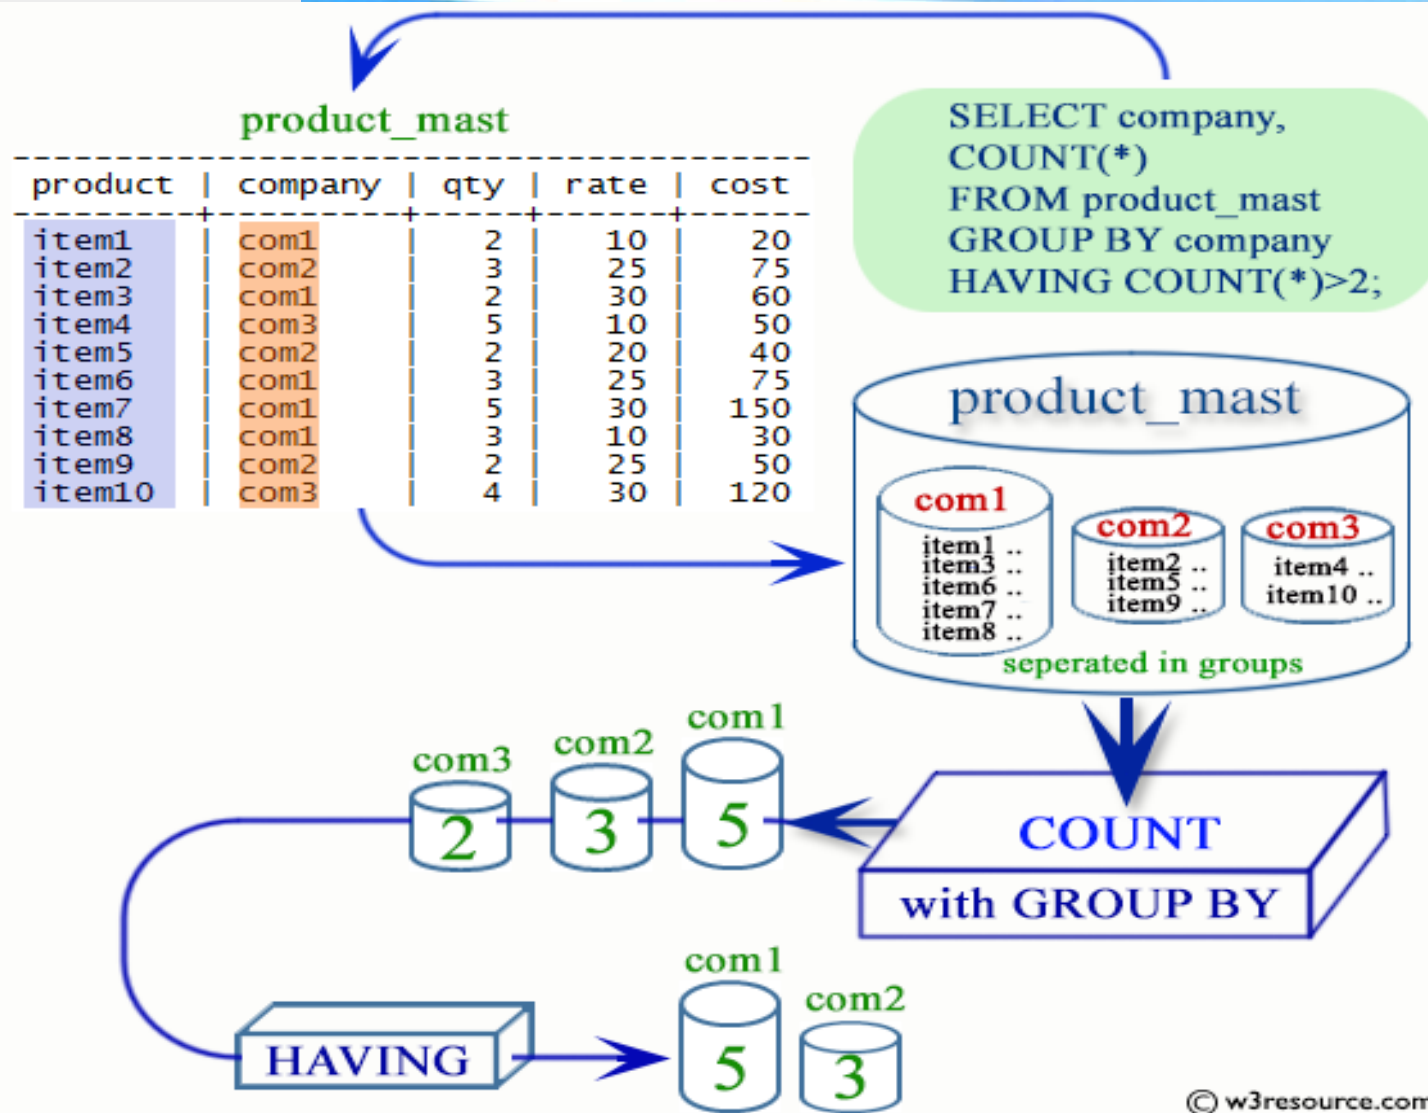 product_mast
product | company | qty | rate | cost
item1 | com1 | 2 | 10 | 20
item2 | com2 | 3 | 25 | 75
item3 | com1 | 2 | 30 | 60
item4 | com3 | 5 | 10 | 50
item5 | com2 | 2 | 20 | 40
item6 | com1 | 3 | 25 | 75
item7 | com1 | 5 | 30 | 150
item8 | com1 | 3 | 10 | 30
item9 | com2 | 2 | 25 | 50
item10 | com3 | 4 | 30 | 120
SELECT company,
COUNT(*)
FROM product_mast
GROUP BY company
HAVING COUNT(*)>2;
product_mast
com1
item1 ..
item3 ..
item6 ..
item7 ..
item8 ..
com2
item2 ..
item5 ..
item9 ..
com3
item4 ..
item10 ..
seperated in groups
COUNT
with GROUP BY
com3
2
com2
3
com1
5
HAVING
com1
5
com2
3
© w3resource.com